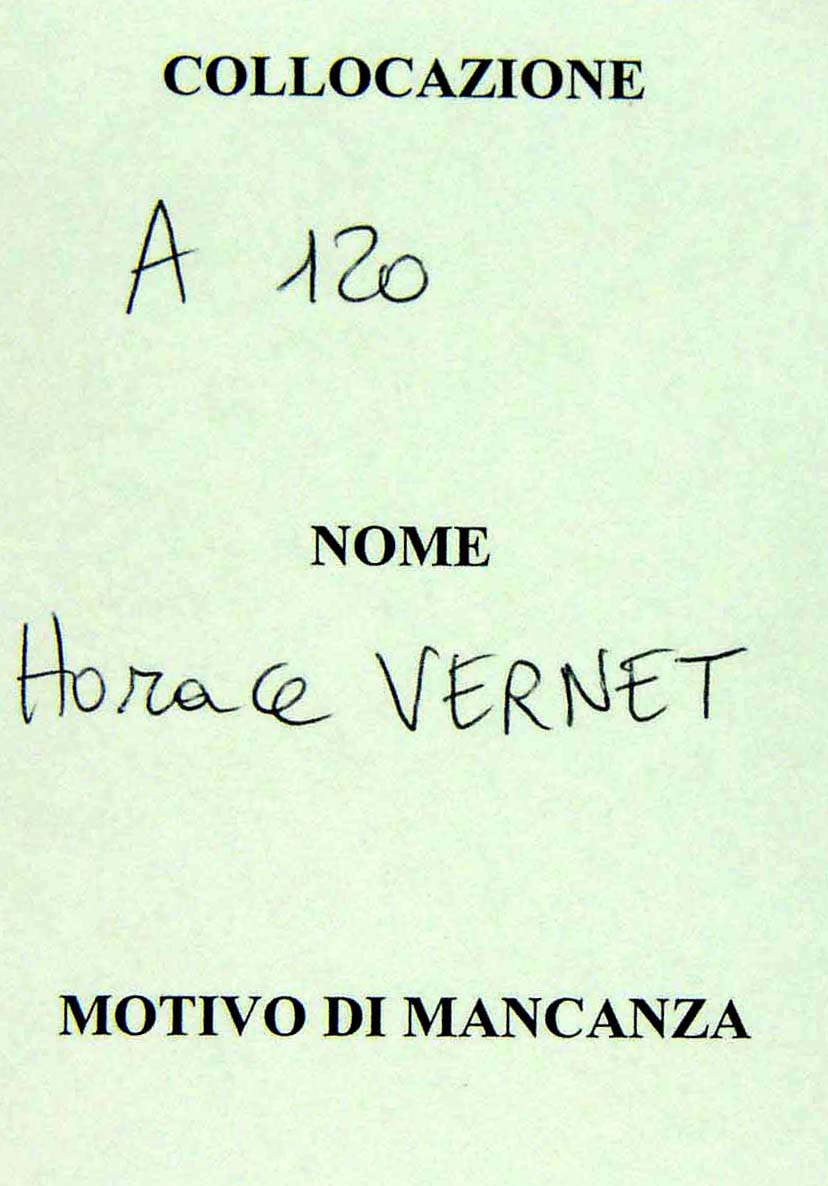 COLLOCAZIONE
A 120
NOME
Horace VERNET
MOTIVO DI MANCANZA